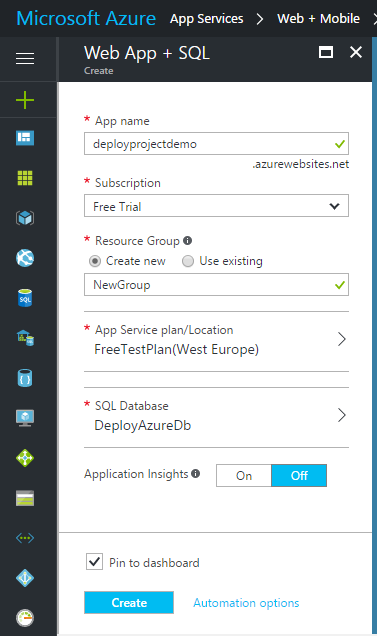 Microsoft Azure App Services > Web + Mobile >
Web App + SQL
Create
* App name
deployprojectdemo
.azurewebsites.net
* Subscription
Free Trial
* Resource Group
Create new Use existing
NewGroup
* App Service plan/Location
FreeTestPlan(West Europe)
* SQL Database
DeployAzureDb
Application Insights On Off
Pin to dashboard
Create Automation options
SQL